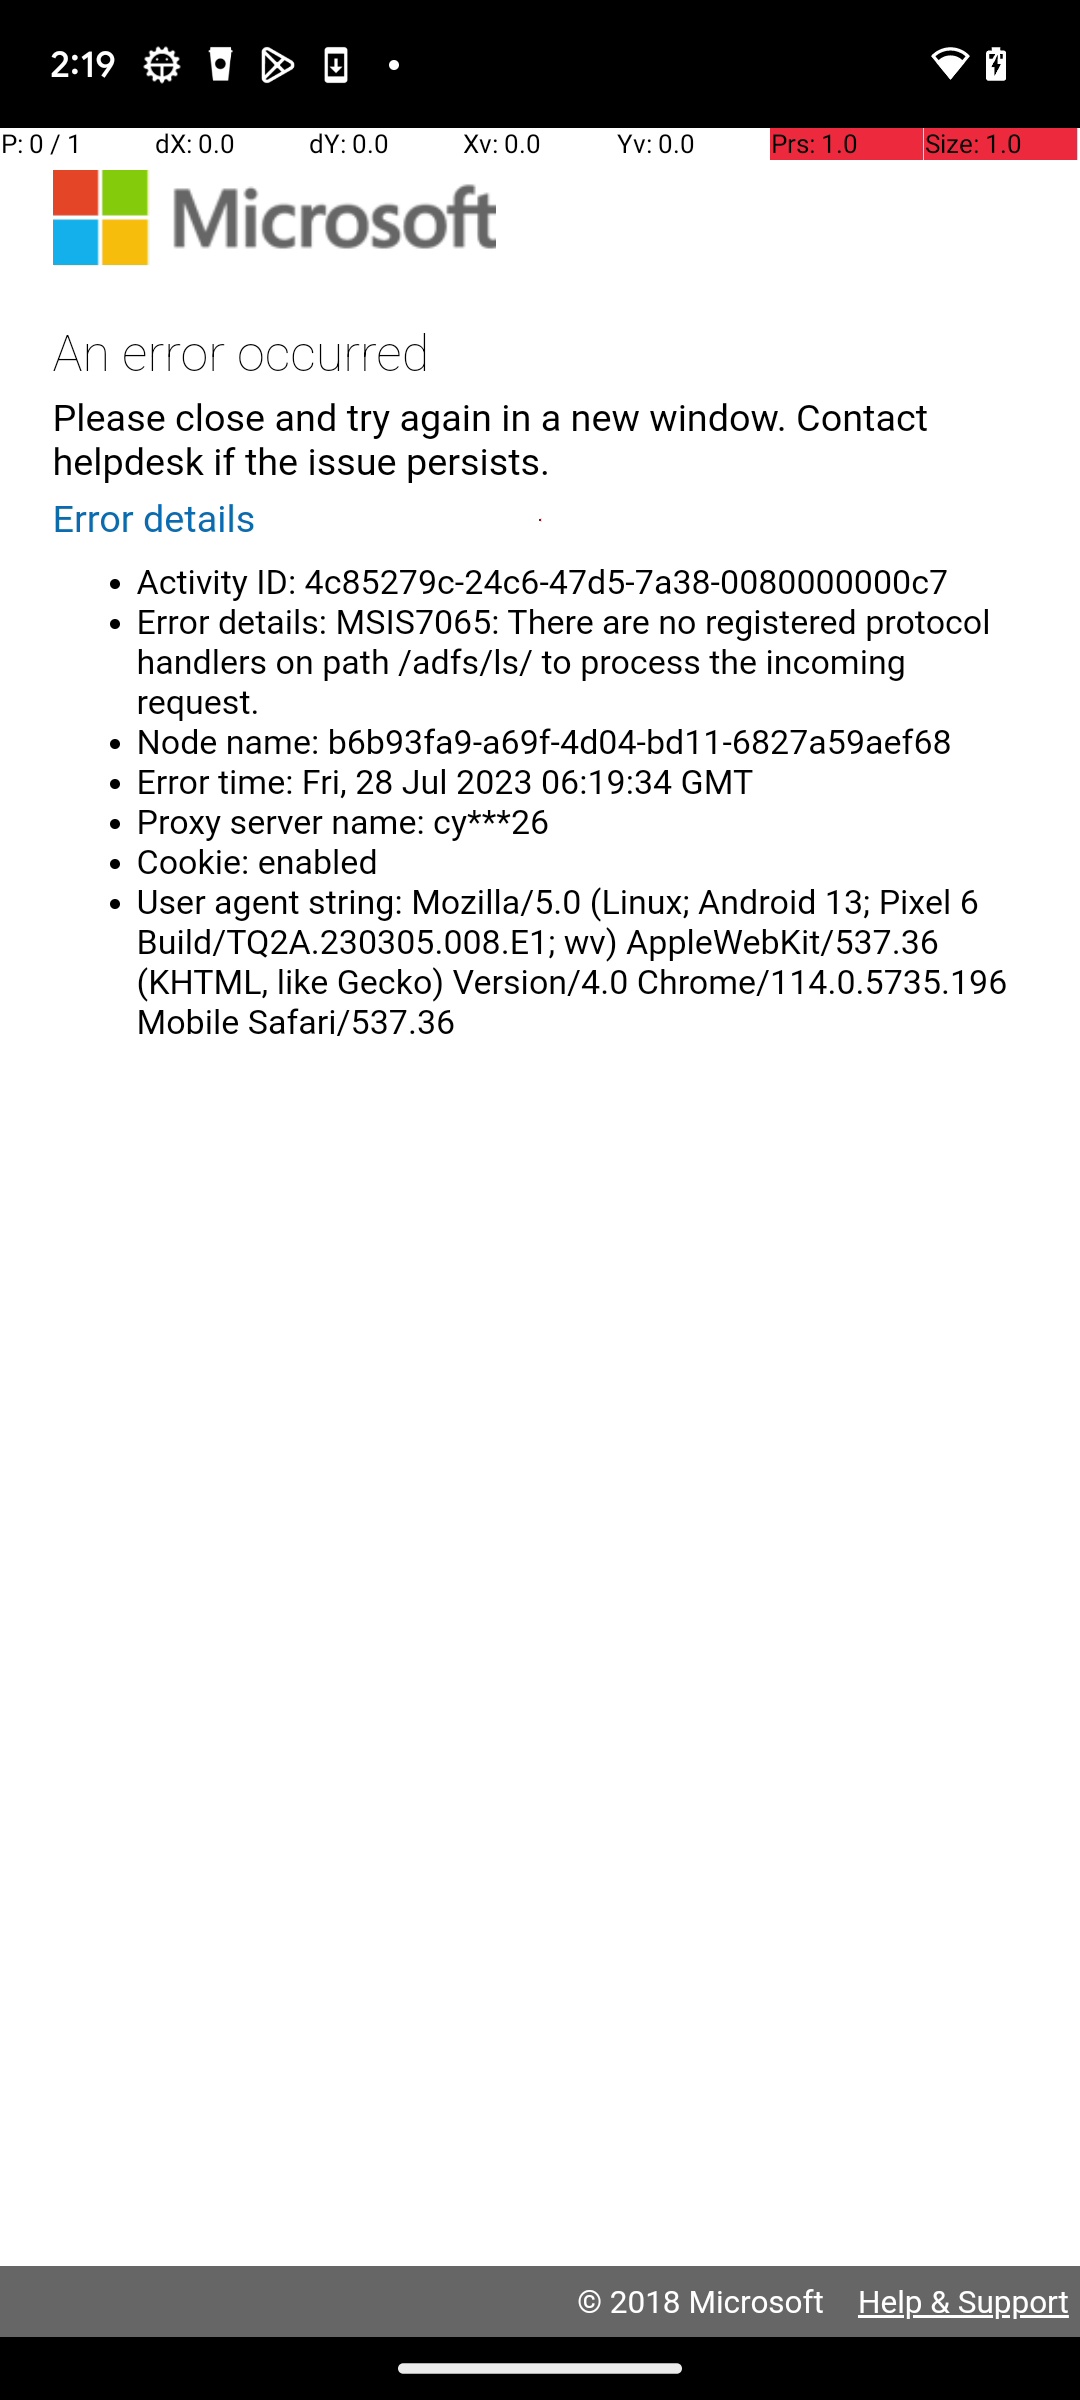 2:19
P: 0 / 1 dX: 0.0 dY: 0.0 Xv: 0.0 Yv: 0.0 Prs: 1.0 Size: 1.0
Microsoft
An error occurred
Please close and try again in a new window. Contact
helpdesk if the issue persists.
Error details
• Activity ID: 4c85279c-24c6-47d5-7a38-0080000000c7
• Error details: MSIS7065: There are no registered protocol
handlers on path /adfs/ls/ to process the incoming
request.
• Node name: b6b93fa9-a69f-4d04-bd11-6827a59aef68
• Error time: Fri, 28 Jul 2023 06:19:34 GMT
• Proxy server name: cy***26
• Cookie: enabled
• User agent string: Mozilla/5.0 (Linux; Android 13; Pixel 6
Build/TQ2A.230305.008.E1; wv) AppleWebKit/537.36
(KHTML, like Gecko) Version/4.0 Chrome/114.0.5735.196
Mobile Safari/537.36
© 2018 Microsoft Help & Support